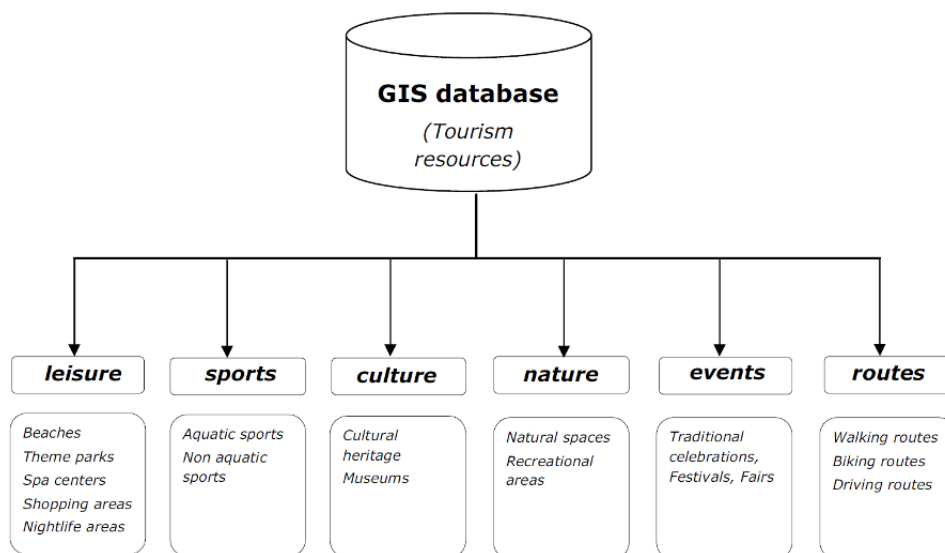 GIS database
(Tourism
resources)
leisure
sports
culture
nature
events
routes
Beaches
Theme parks
Spa centers
Shopping areas
Nightlife areas
Aquatic sports
Non aquatic
sports
Cultural
heritage
Museums
Natural spaces
Recreational
areas
Traditional
celebrations,
Festivals, Fairs
Walking routes
Biking routes
Driving routes